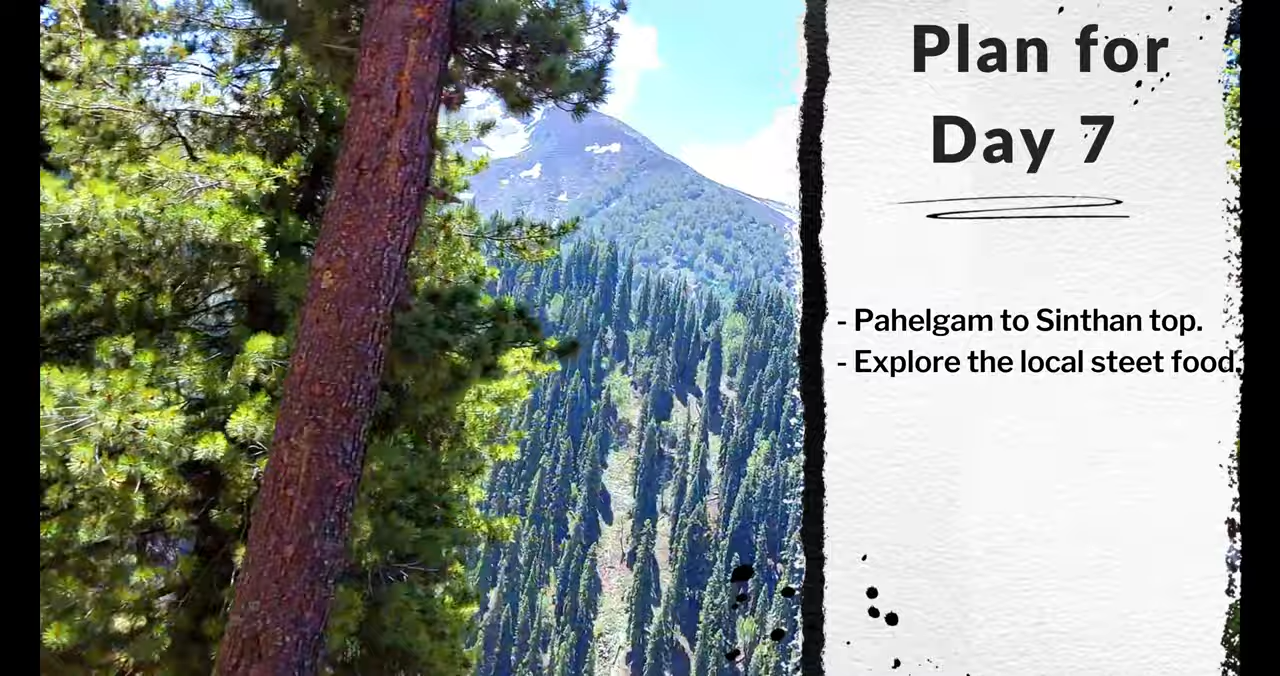 Plan for
Day 7
- Pahelgam to Sinthan top.
- Explore the local steet food.